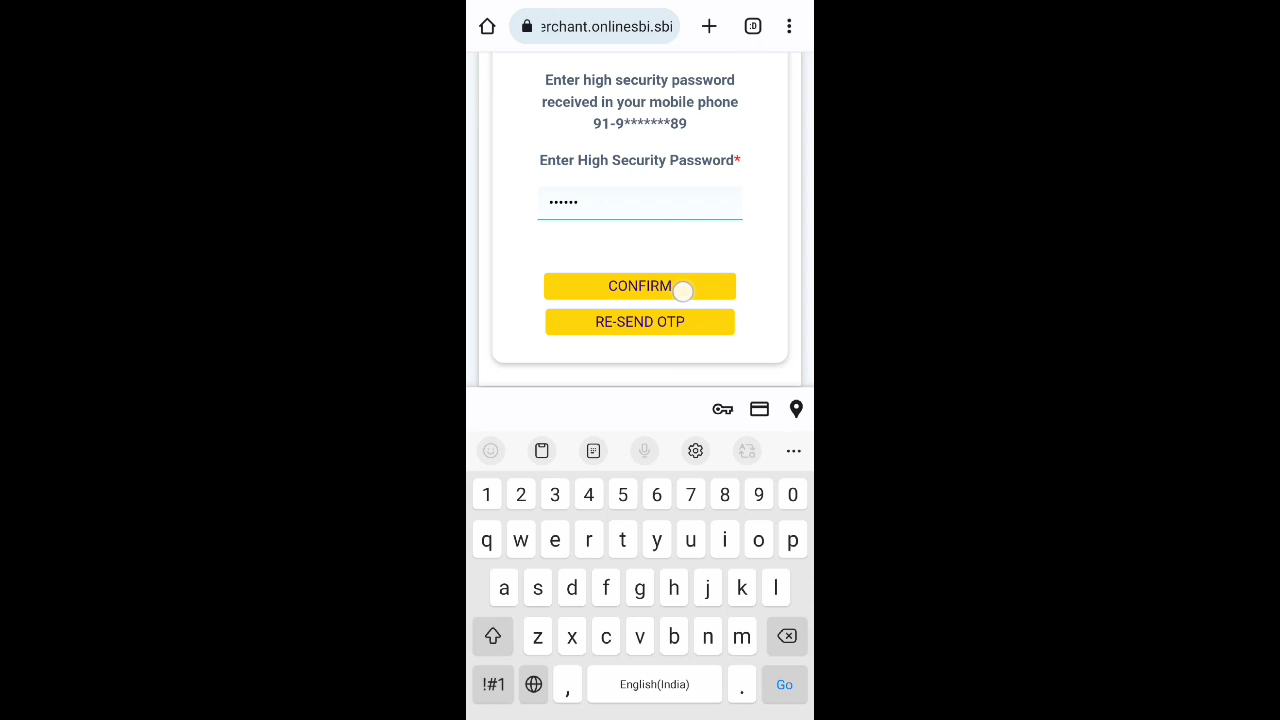 erchant.onlinesbi.sbi
:D
Enter high security password
received in your mobile phone
91-9*******89
Enter High Security Password*
••••••
CONFIRM
RE-SEND OTP
1 2 3 4 5 6 7 8 9 0
q w e r t y u i o p
a s d f g h j k l
z x c v b n m
!#1 , English(India) . Go